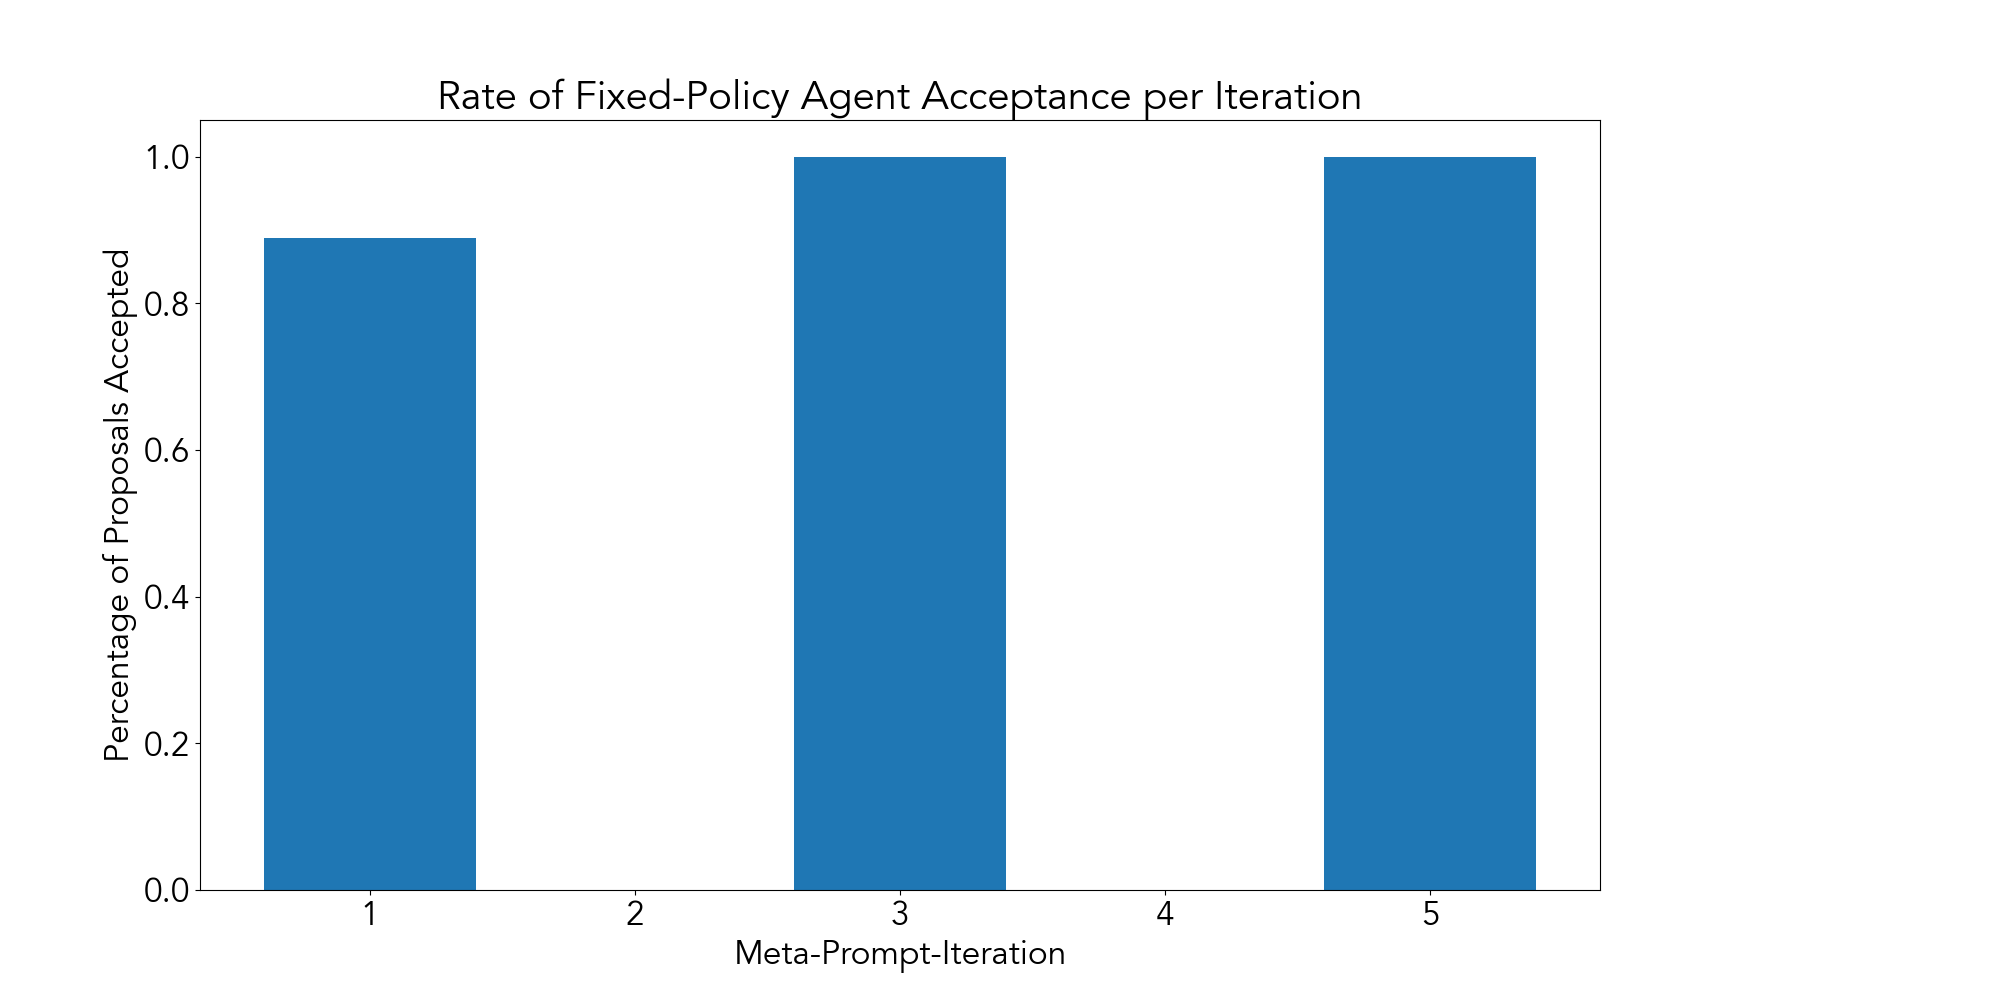 Rate of Fixed-Policy Agent Acceptance per Iteration
Percentage of Proposals Accepted
1.0
0.8
0.6
0.4
0.2
0.0
1 2 3 4 5
Meta-Prompt-Iteration